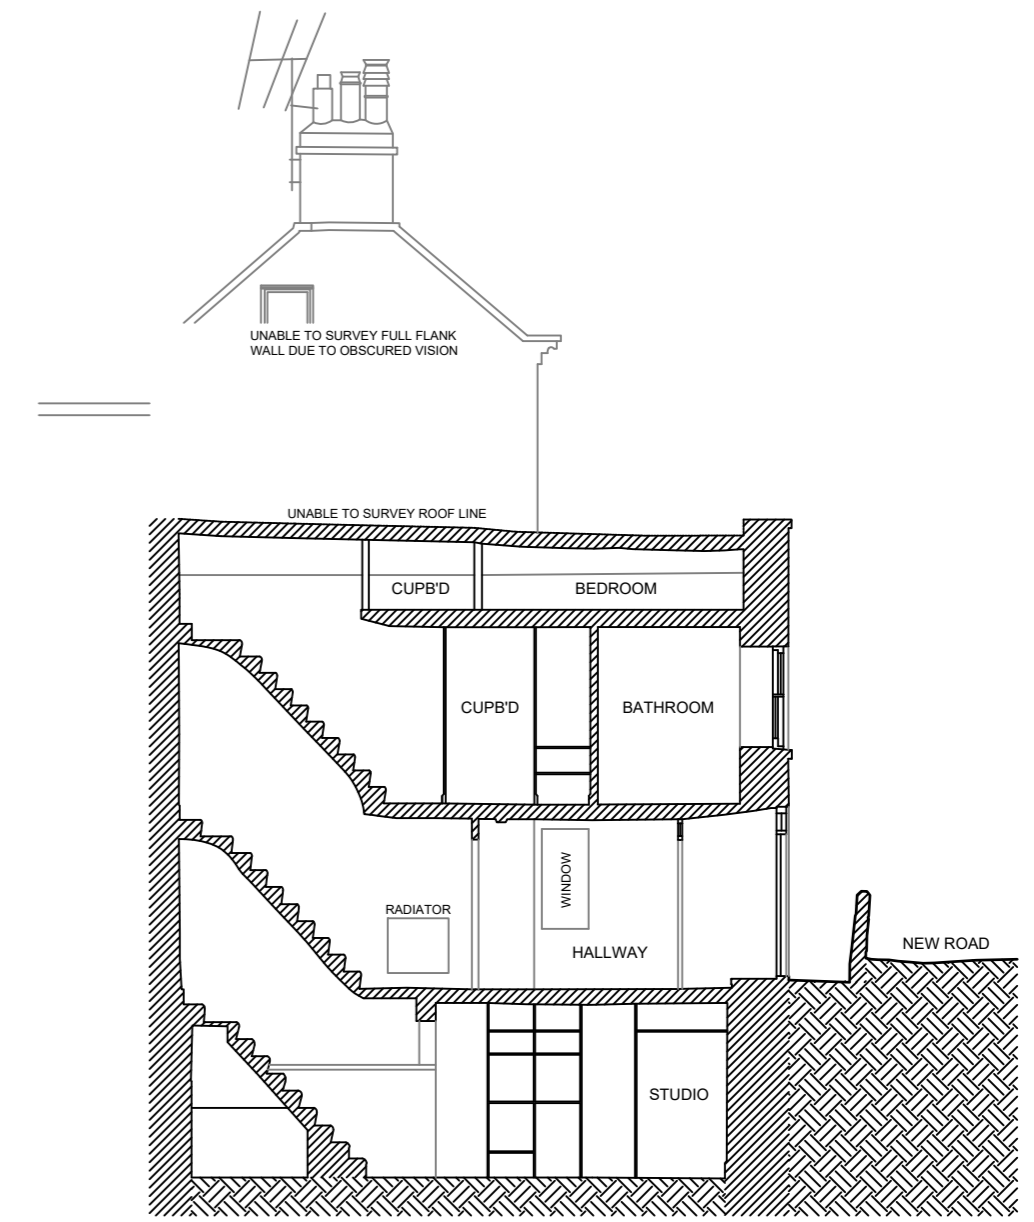 UNABLE TO SURVEY FULL FLANK
WALL DUE TO OBSCURED VISION
UNABLE TO SURVEY ROOF LINE
CUPB'D
BEDROOM
CUPB'D
BATHROOM
WINDOW
RADIATOR
HALLWAY
NEW ROAD
STUDIO